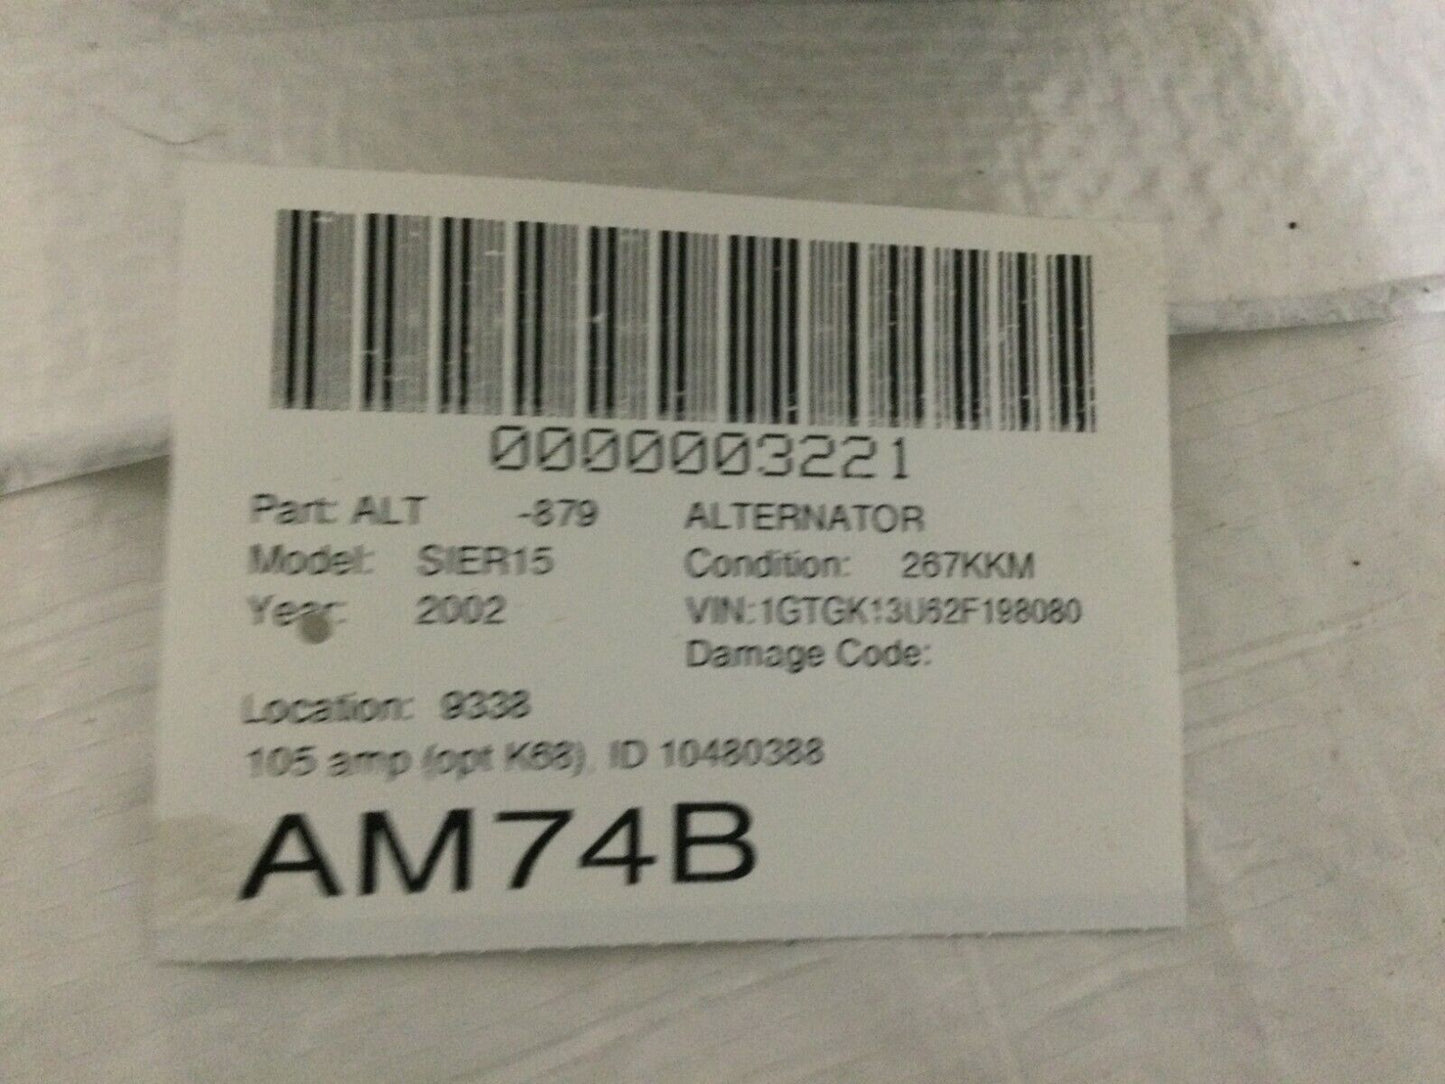 0000003221
Part: ALT -879 ALTERNATOR
Model: SIER15 Condition: 267KKM
Year: 2002 VIN:1GTGK13U62F198080
Damage Code:
Location: 9338
105 amp (opt K68), ID 10480388
AM74B